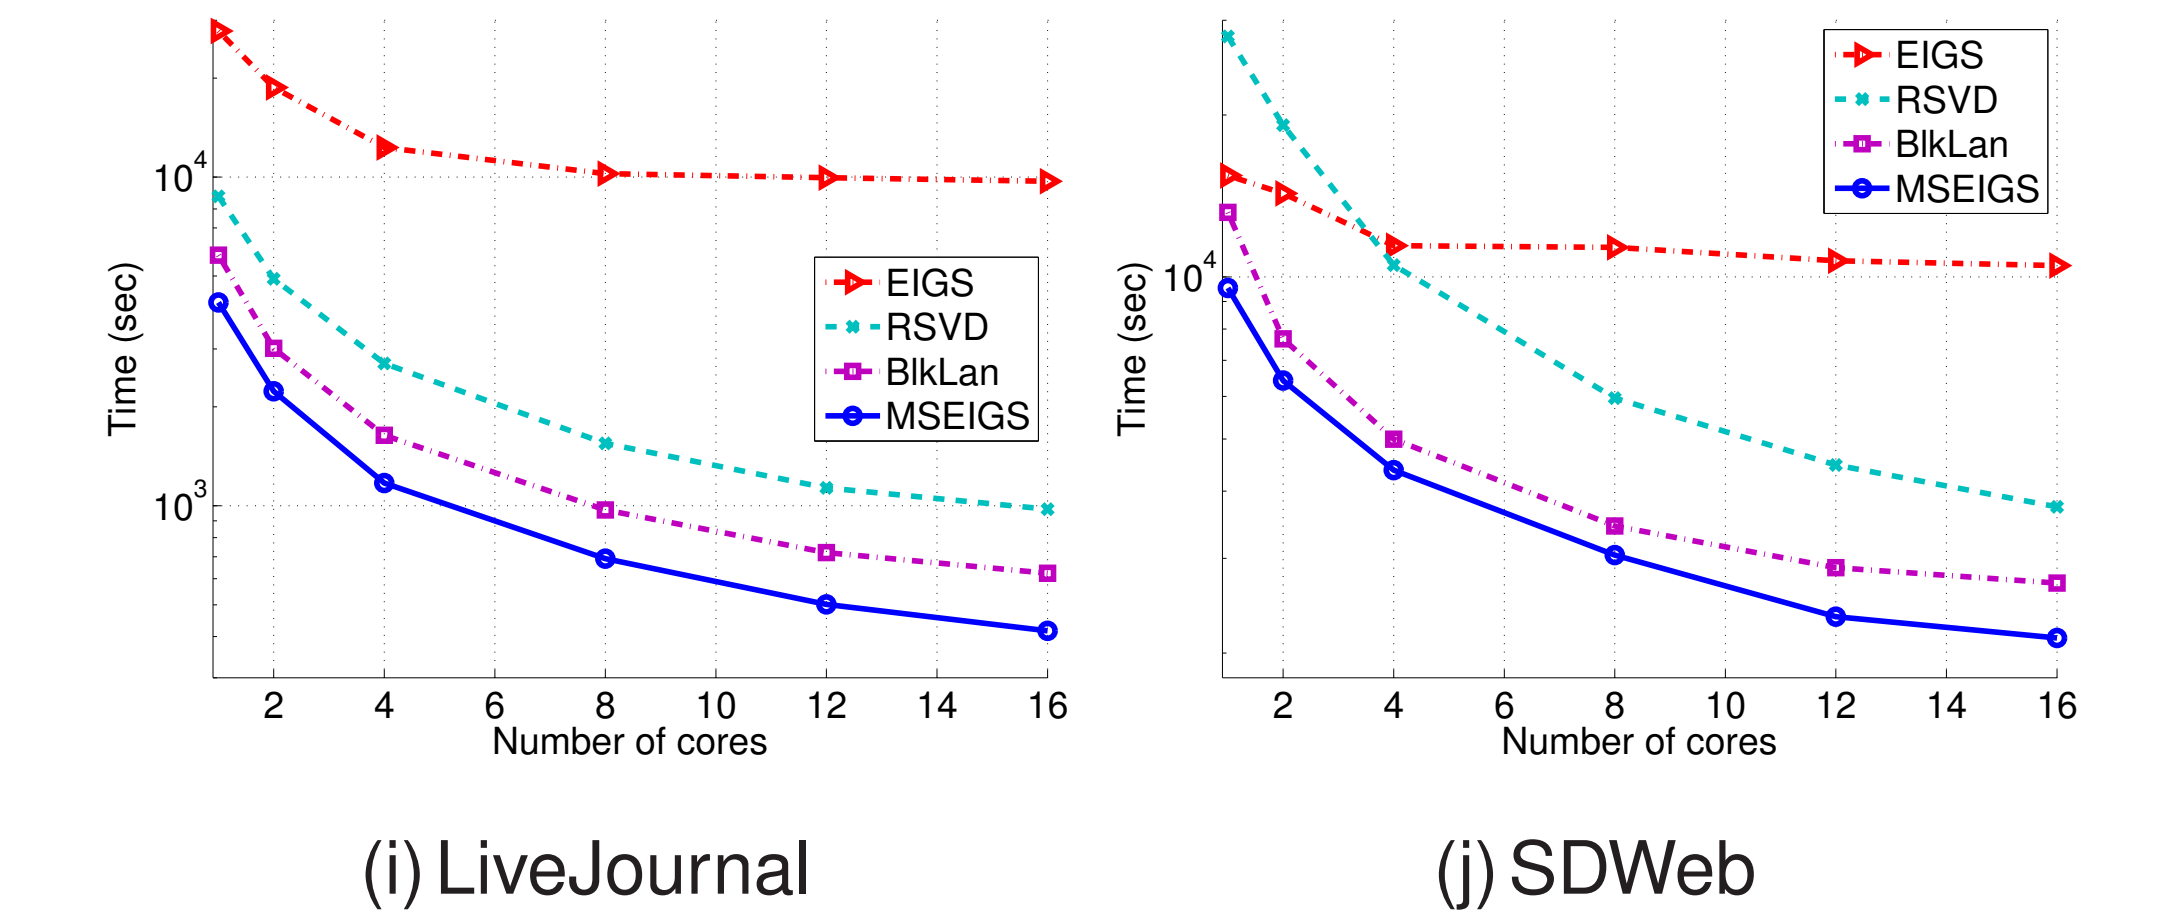 10^4
10^3
Time (sec)
EIGS
RSVD
BlkLan
MSEIGS
2 4 6 8 10 12 14 16
Number of cores
(i) LiveJournal
10^4
Time (sec)
EIGS
RSVD
BlkLan
MSEIGS
2 4 6 8 10 12 14 16
Number of cores
(j) SDWeb